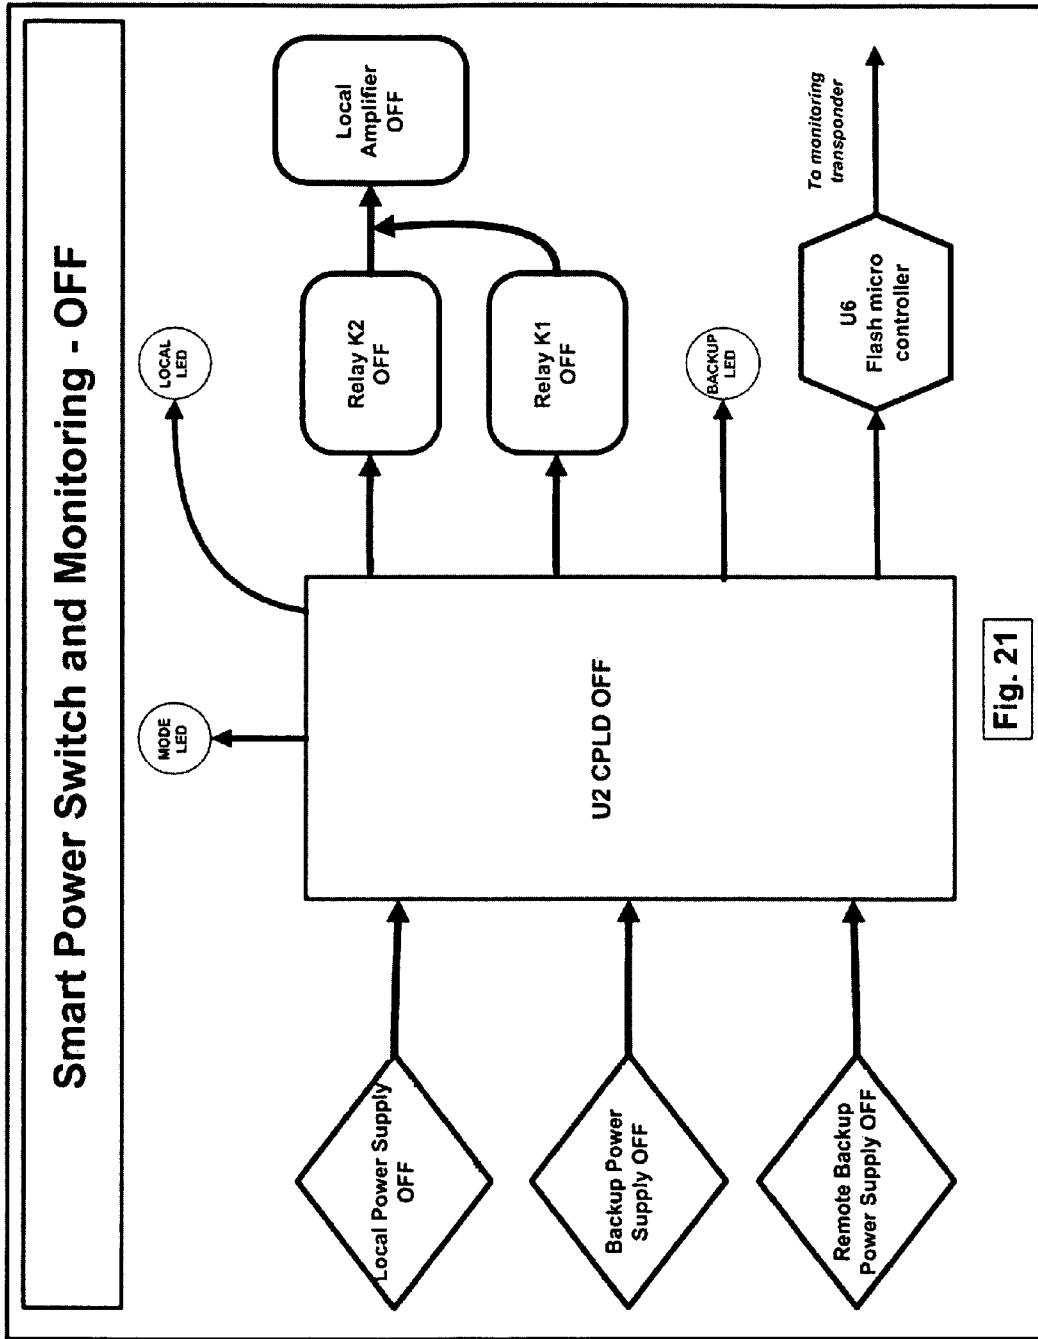 Smart Power Switch and Monitoring - OFF
MODE
LED
LOCAL
LED
Local Power Supply
OFF
Backup Power
Supply OFF
Remote Backup
Power Supply OFF
U2 CPLD OFF
Relay K2
OFF
Relay K1
OFF
Local
Amplifier
OFF
BACKUP
LED
U6
Flash micro
controller
To monitoring
transponder
Fig. 21